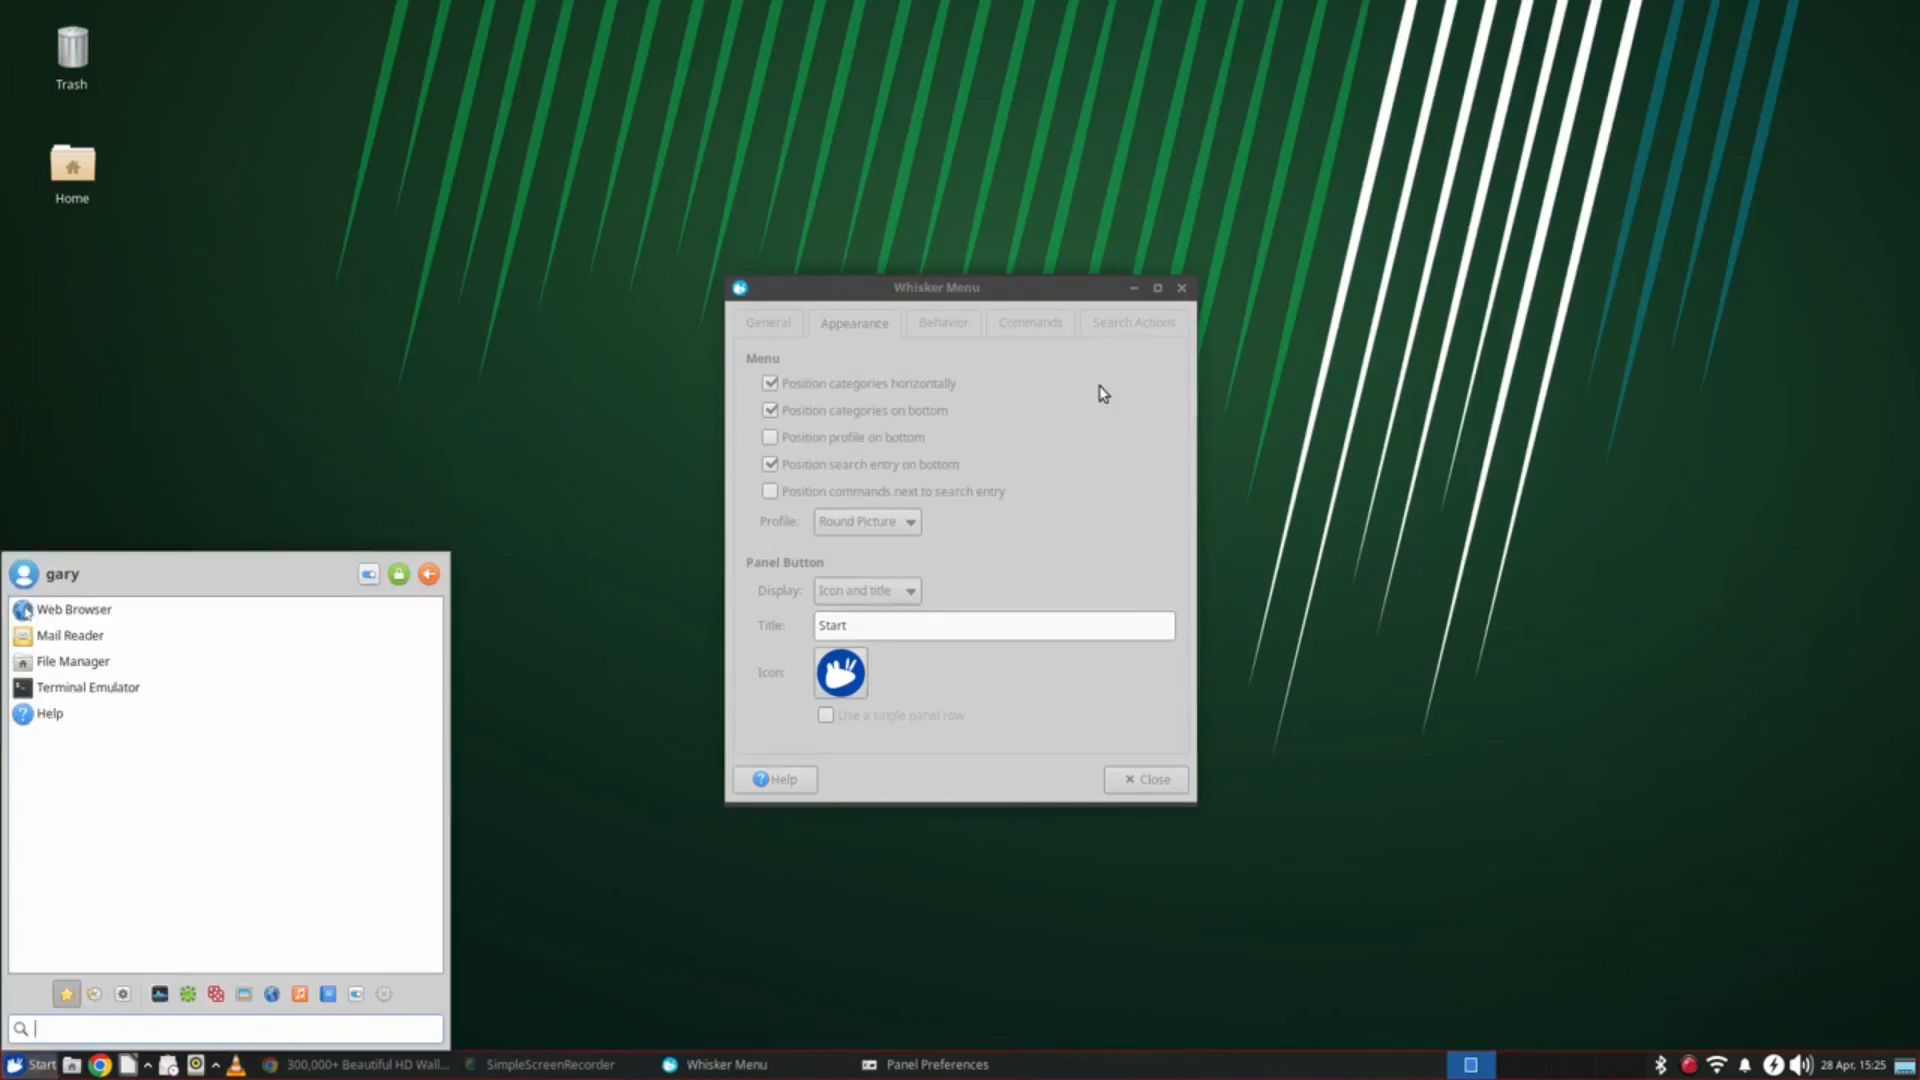 Trash
Home
Whisker Menu
General
Appearance
Behavior
Commands
Search Actions
Menu
Position categories horizontally
Position categories on bottom
Position profile on bottom
Position search entry on bottom
Position commands next to search entry
Profile:
Round Picture
Panel Button
Display:
Icon and title
Title:
Start
Icon:
Use a single panel row
Help
Close
gary
Web Browser
Mail Reader
File Manager
Terminal Emulator
Help
Start
300,000+ Beautiful HD Wall...
SimpleScreenRecorder
Whisker Menu
Panel Preferences
28 Apr, 15:25